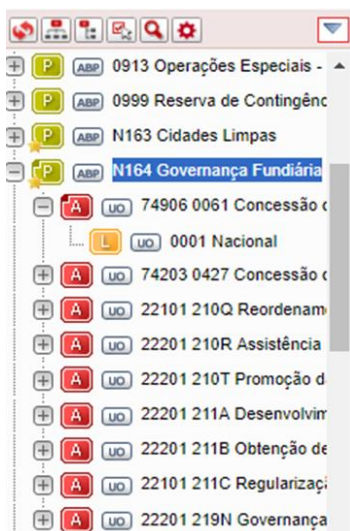 P ABP 0913 Operações Especiais -
P ABP 0999 Reserva de Contingênc
P ABP N163 Cidades Limpas
P ABP N164 Governança Fundiária
A UO 74906 0061 Concessão d
L UO 0001 Nacional
A UO 74203 0427 Concessão d
A UO 22101 210Q Reordenam
A UO 22201 210R Assistência
A UO 22201 210T Promoção d
A UO 22201 211A Desenvolvim
A UO 22201 211B Obtenção de
A UO 22101 211C Regularizaç
A UO 22201 219N Governança